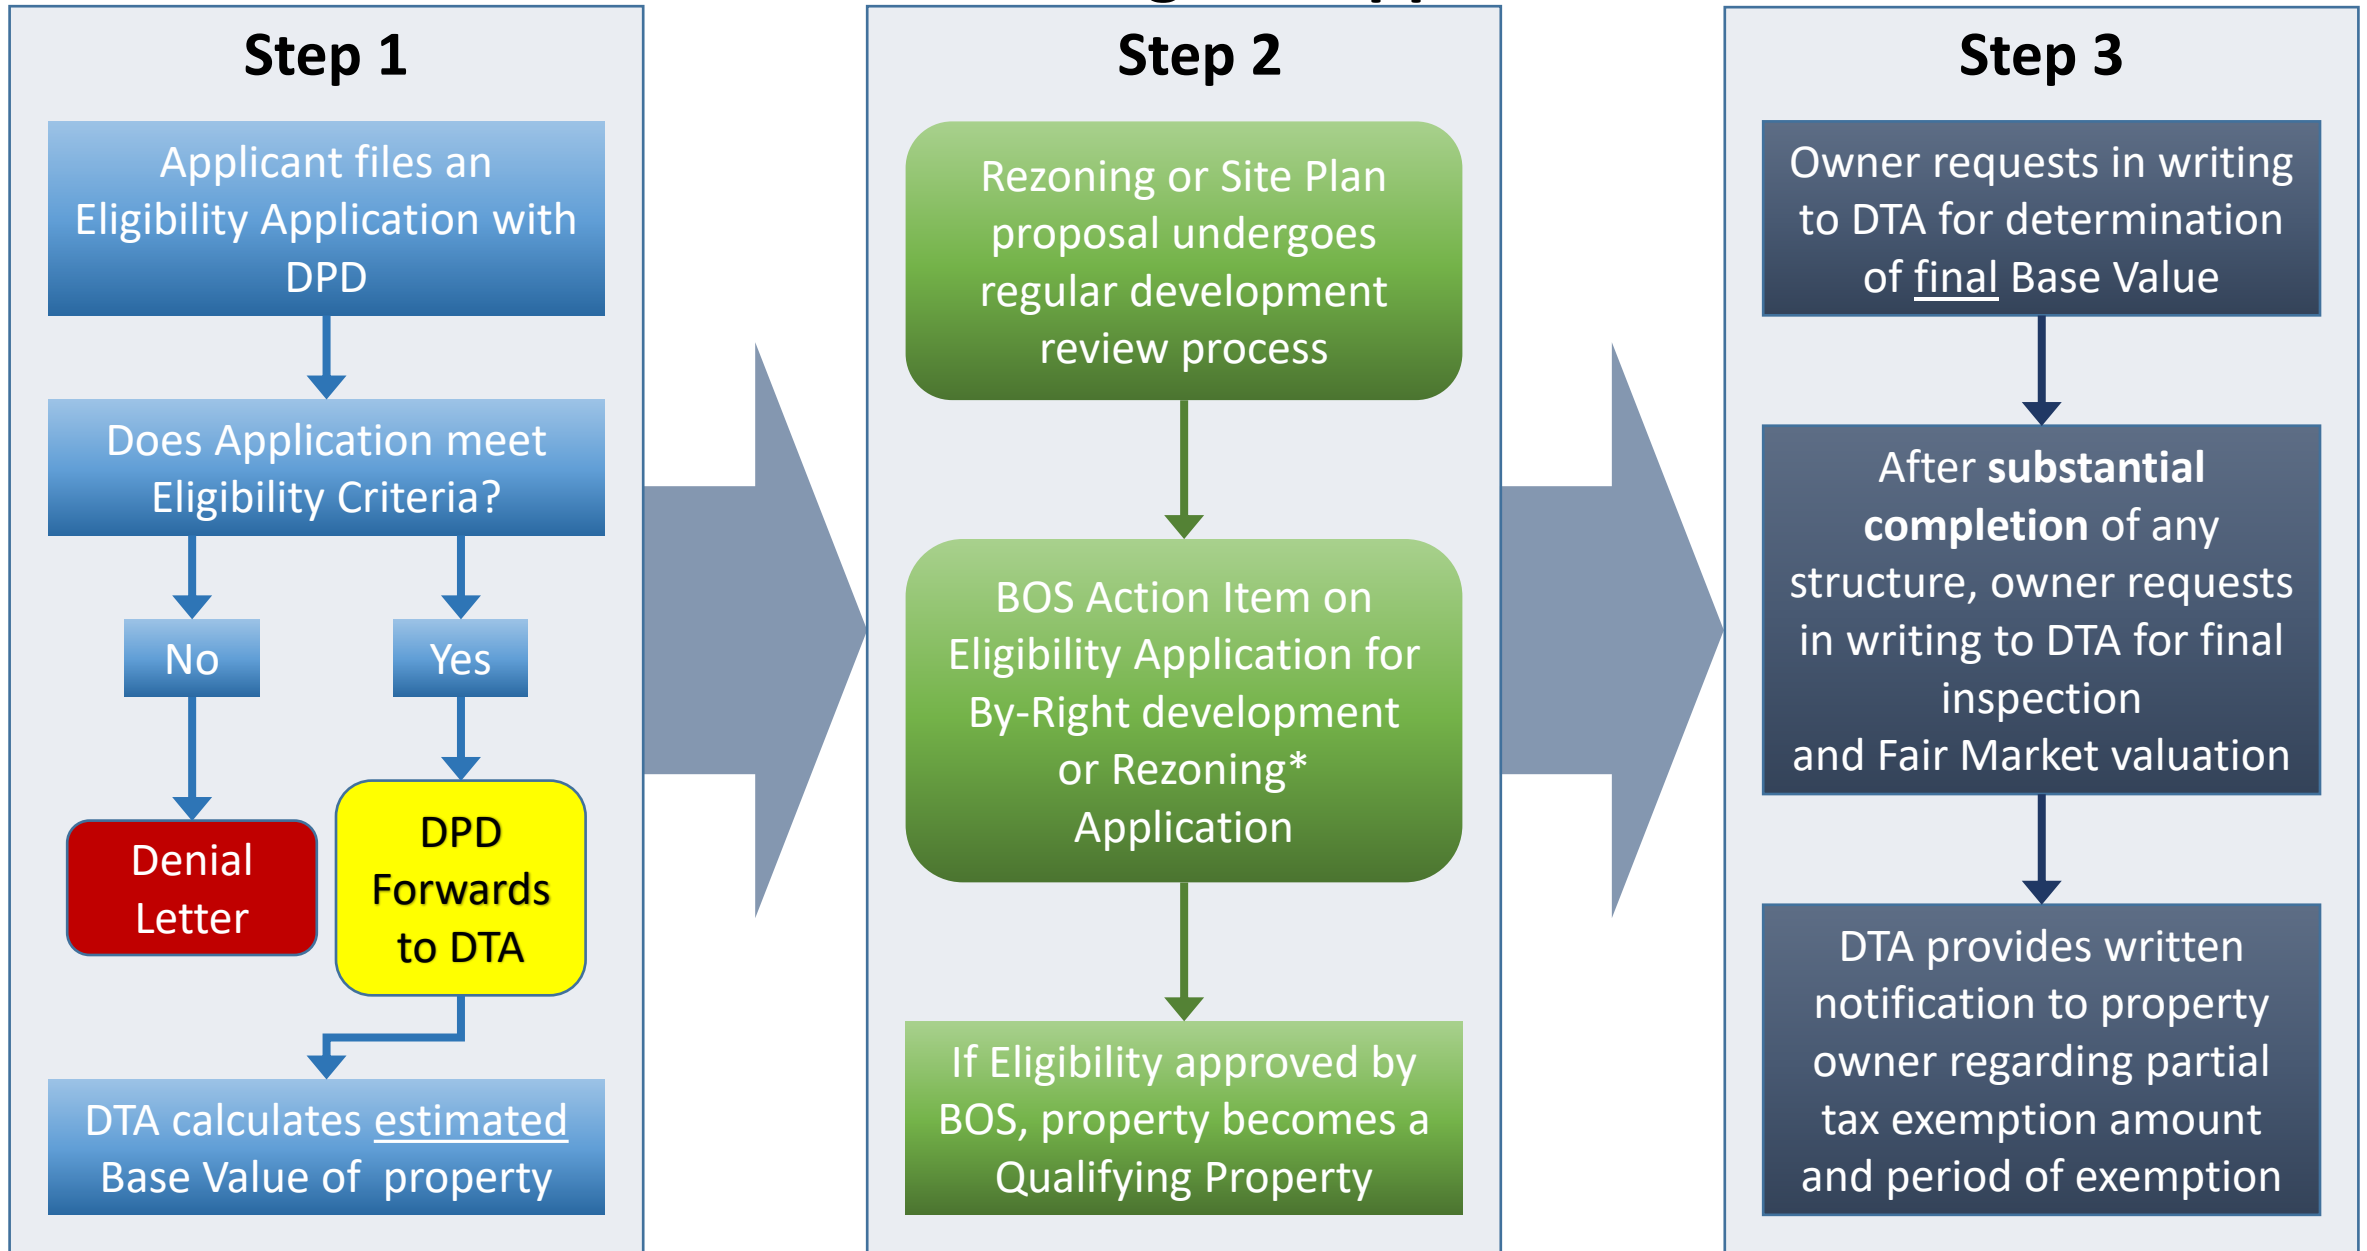 Step 1
Applicant files an
Eligibility Application with
DPD
Does Application meet
Eligibility Criteria?
No
Yes
Denial
Letter
DPD
Forwards
to DTA
DTA calculates estimated
Base Value of property
Step 2
Rezoning or Site Plan
proposal undergoes
regular development
review process
BOS Action Item on
Eligibility Application for
By-Right development
or Rezoning*
Application
If Eligibility approved by
BOS, property becomes a
Qualifying Property
Step 3
Owner requests in writing
to DTA for determination
of final Base Value
After substantial
completion of any
structure, owner requests
in writing to DTA for final
inspection
and Fair Market valuation
DTA provides written
notification to property
owner regarding partial
tax exemption amount
and period of exemption